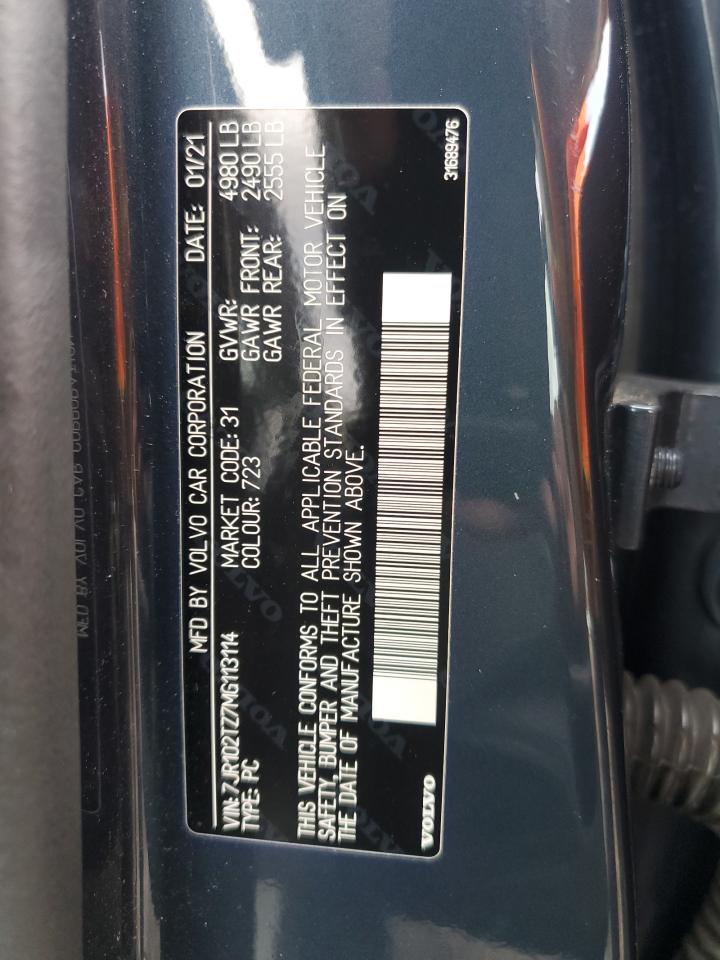 MFD BY VOLVO CAR CORPORATION DATE: 01/21
VIN: 7JR102TZ7MG113114 MARKET CODE: 31 GVWR: 4980 LB
TYPE: PC COLOUR: 723 GAWR FRONT: 2490 LB
GAWR REAR: 2555 LB
THIS VEHICLE CONFORMS TO ALL APPLICABLE FEDERAL MOTOR VEHICLE
SAFETY, BUMPER AND THEFT PREVENTION STANDARDS IN EFFECT ON
THE DATE OF MANUFACTURE SHOWN ABOVE.
VOLVO 31689476